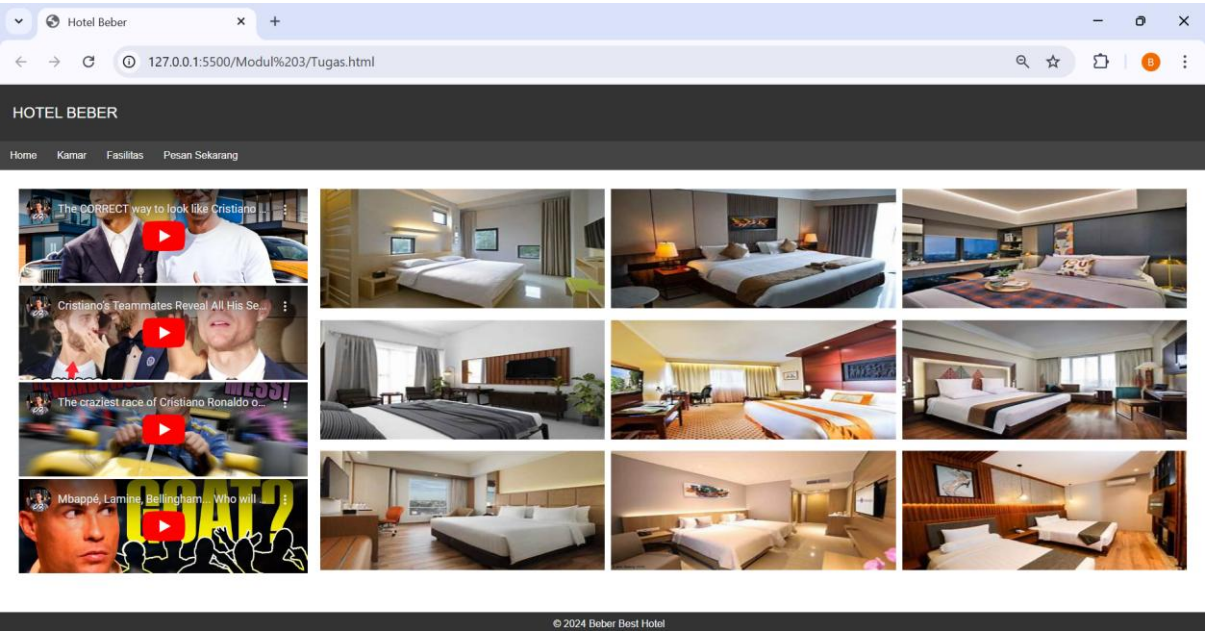 Hotel Beber
127.0.0.1:5500/Modul%203/Tugas.html
B
HOTEL BEBER
Home Kamar Fasilitas Pesan Sekarang
The CORRECT way to look like Cristiano ...
Cristiano's Teammates Reveal All His Se...
MESSI
The craziest race of Cristiano Ronaldo o...
Mbappé, Lamine, Bellingham... Who will ...
GOAT?
© 2024 Beber Best Hotel